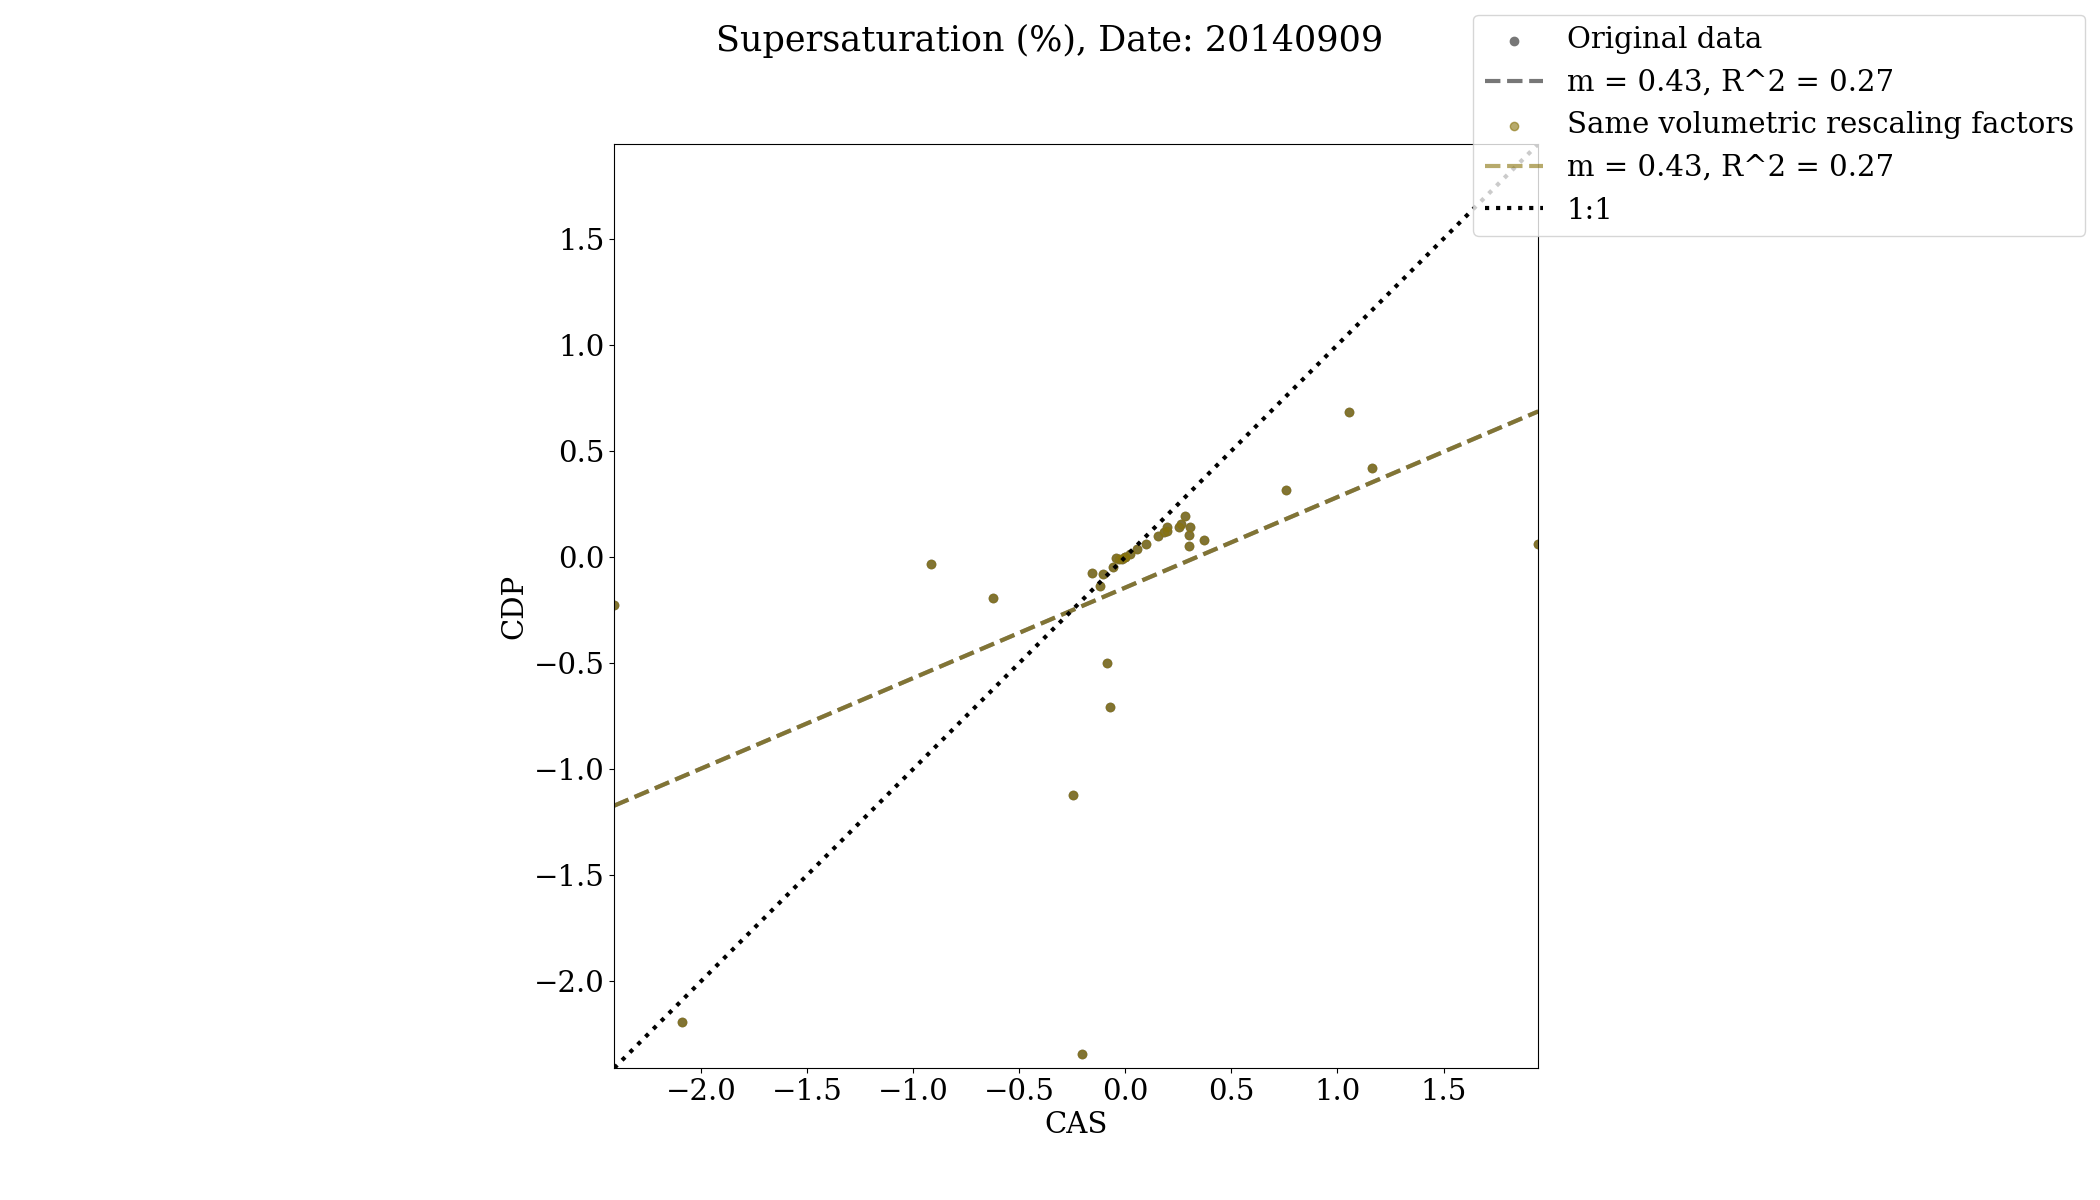 Supersaturation (%), Date: 20140909
Original data
m = 0.43, R^2 = 0.27
Same volumetric rescaling factors
m = 0.43, R^2 = 0.27
1:1
1.5
1.0
0.5
0.0
−0.5
−1.0
−1.5
−2.0
CDP
−2.0 −1.5 −1.0 −0.5 0.0 0.5 1.0 1.5
CAS